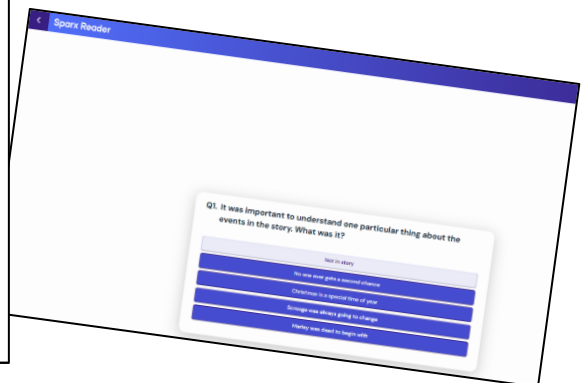 Sparx Reader
Q1. It was important to understand one particular thing about the
events in the story. What was it?
Not in story
No one ever gets a second chance
Christmas is a special time of year
Scrooge was always going to change
Marley was dead to begin with